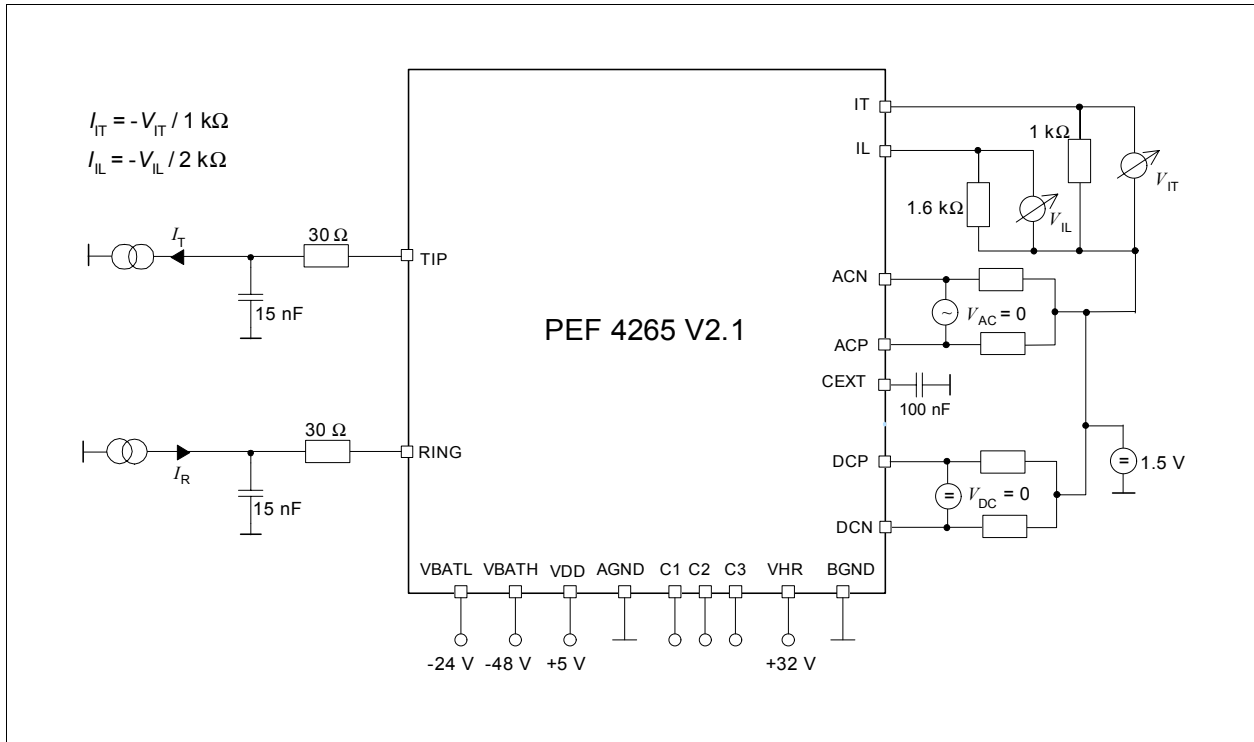 I_IT = - V_IT / 1 kΩ
I_IL = - V_IL / 2 kΩ
IT
1 kΩ
V_IT
IL
1.6 kΩ
V_IL
I_T
30 Ω
TIP
15 nF
ACN
V_AC = 0
ACP
PEF 4265 V2.1
CEXT
100 nF
I_R
30 Ω
RING
15 nF
DCP
V_DC = 0
DCN
1.5 V
VBATL VBATH VDD AGND C1 C2 C3 VHR BGND
-24 V -48 V +5 V +32 V